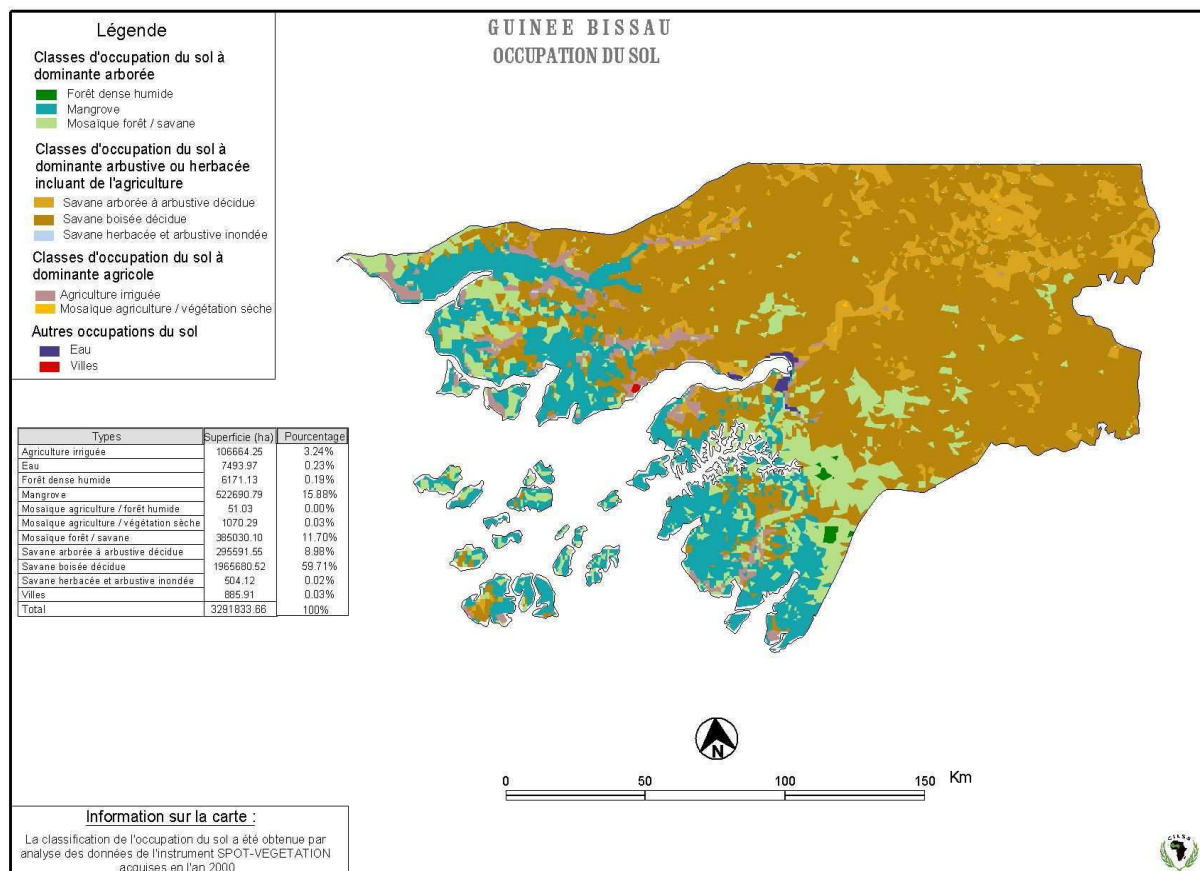 GUINEE BISSAU
OCCUPATION DU SOL
Légende
Classes d'occupation du sol à
dominante arborée
Forêt dense humide
Mangrove
Mosaïque forêt / savane
Classes d'occupation du sol à
dominante arbustive ou herbacée
incluant de l'agriculture
Savane arborée à arbustive décidue
Savane boisée décidue
Savane herbacée et arbustive inondée
Classes d'occupation du sol à
dominante agricole
Agriculture irriguée
Mosaïque agriculture / végétation sèche
Autres occupations du sol
Eau
Villes
Types Superficie (ha) Pourcentage
Agriculture irriguée 106664.25 3.24%
Eau 7493.97 0.23%
Forêt dense humide 6171.13 0.19%
Mangrove 522690.79 15.88%
Mosaïque agriculture / forêt humide 51.03 0.00%
Mosaïque agriculture / végétation sèche 1070.29 0.03%
Mosaïque forêt / savane 385030.10 11.70%
Savane arborée à arbustive décidue 295591.55 8.98%
Savane boisée décidue 1965680.52 59.71%
Savane herbacée et arbustive inondée 504.12 0.02%
Villes 885.91 0.03%
Total 3291833.66 100%
N
0 50 100 150 Km
Information sur la carte :
La classification de l'occupation du sol a été obtenue par
analyse des données de l'instrument SPOT-VEGETATION
acquises en l'an 2000
CILSS